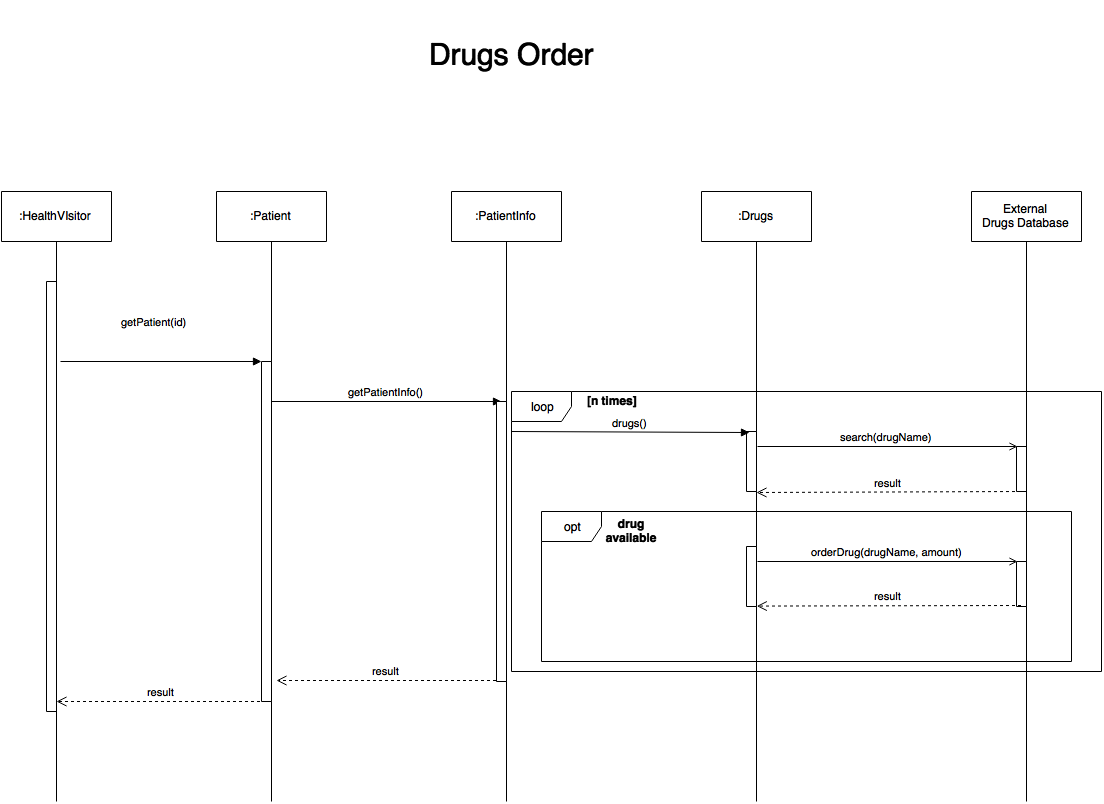 Drugs Order
:HealthVIsitor
:Patient
:PatientInfo
:Drugs
External
Drugs Database
getPatient(id)
getPatientInfo()
loop
[n times]
drugs()
search(drugName)
result
opt
drug
available
orderDrug(drugName, amount)
result
result
result